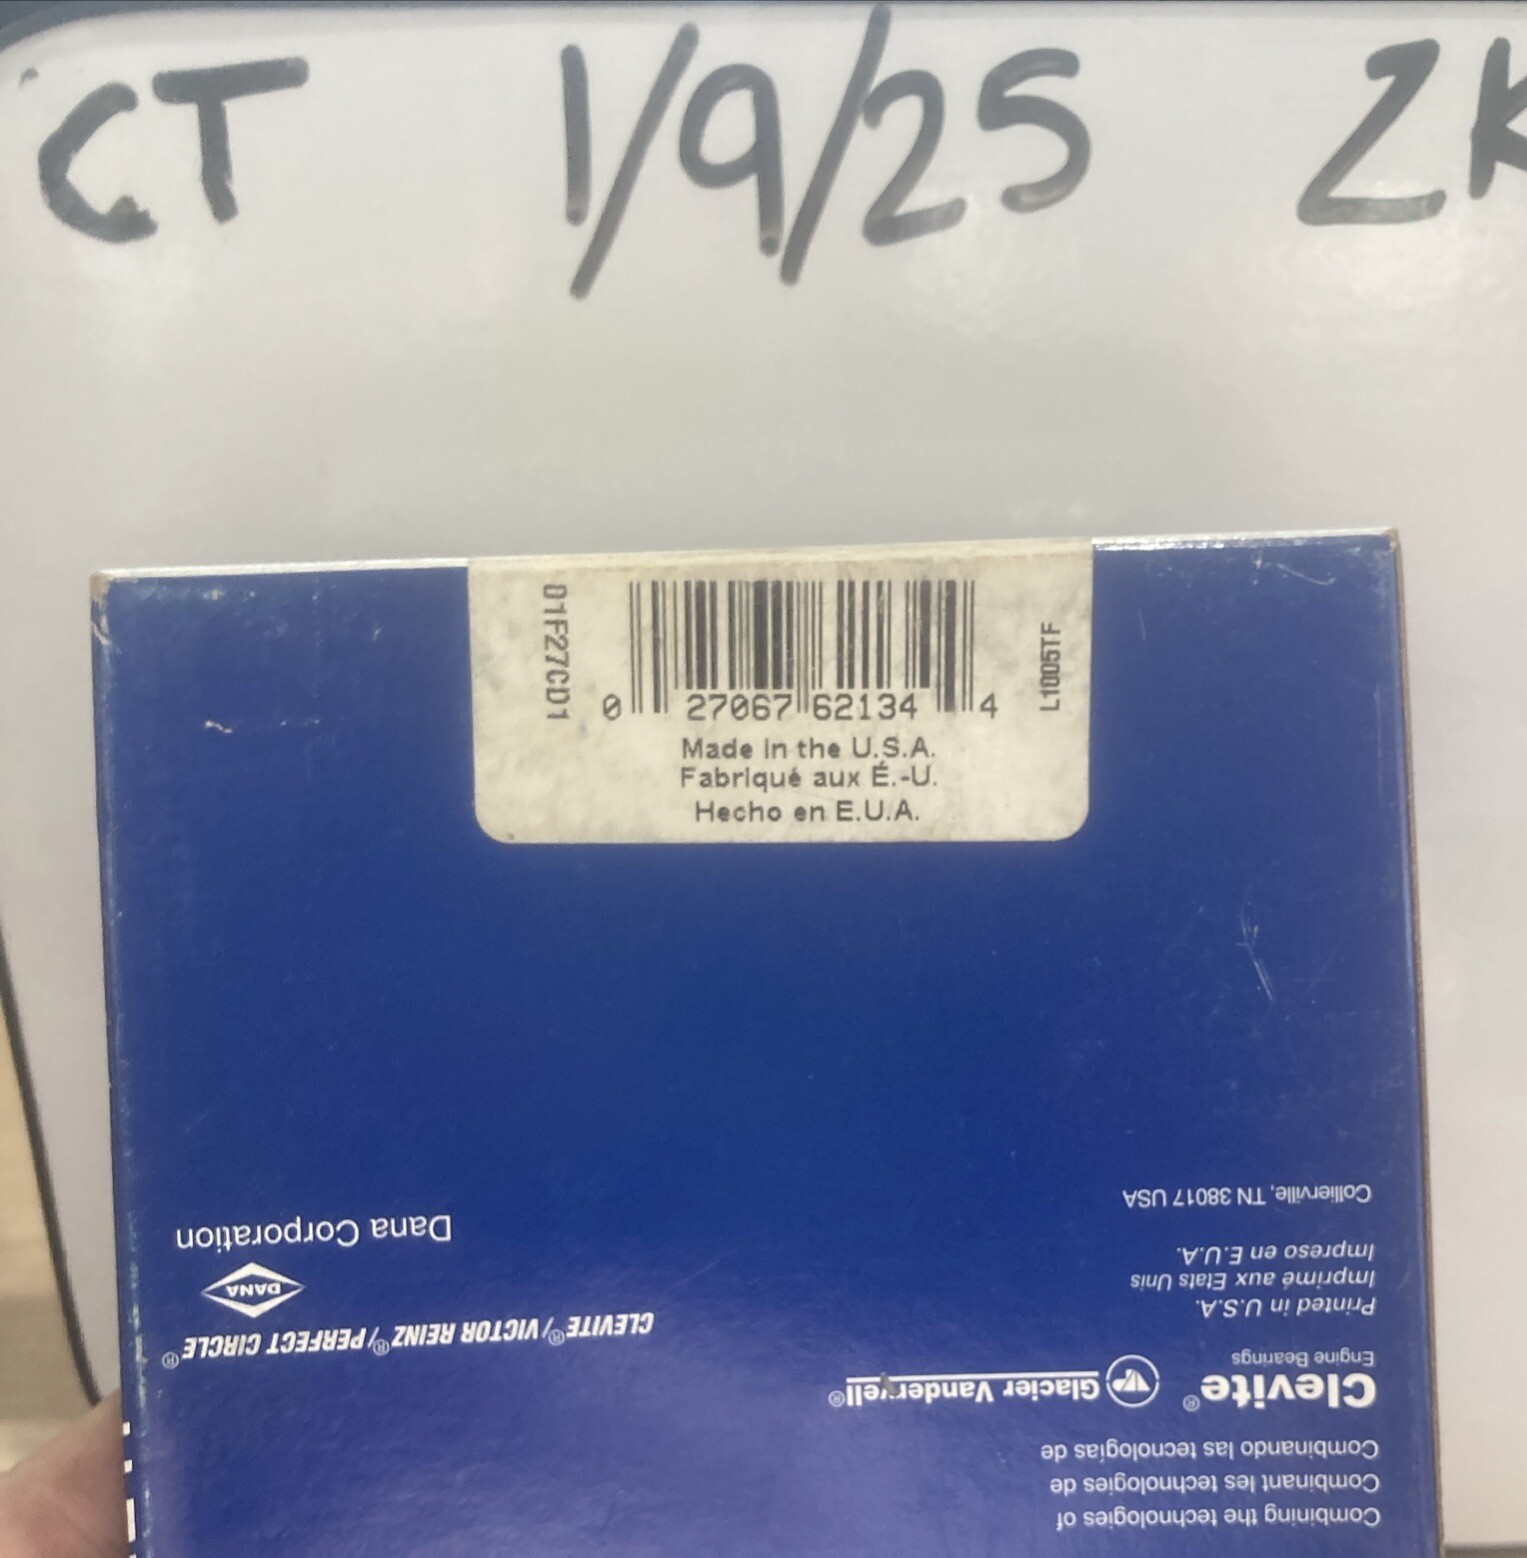 CT 1/9/25 ZK
01F27CD1
0 27067 62134 4
L1005TF
Made in the U.S.A.
Fabriqué aux É.-U.
Hecho en E.U.A.
Combining the technologies of
Combinant les technologies de
Combinando las tecnologías de
Clevite® Glacier Vandervell®
Engine Bearings
Printed in U.S.A.
Imprimé aux Etats Unis
Impreso en E.U.A.
Collierville, TN 38017 USA
CLEVITE®/VICTOR REINZ®/PERFECT CIRCLE®
DANA
Dana Corporation